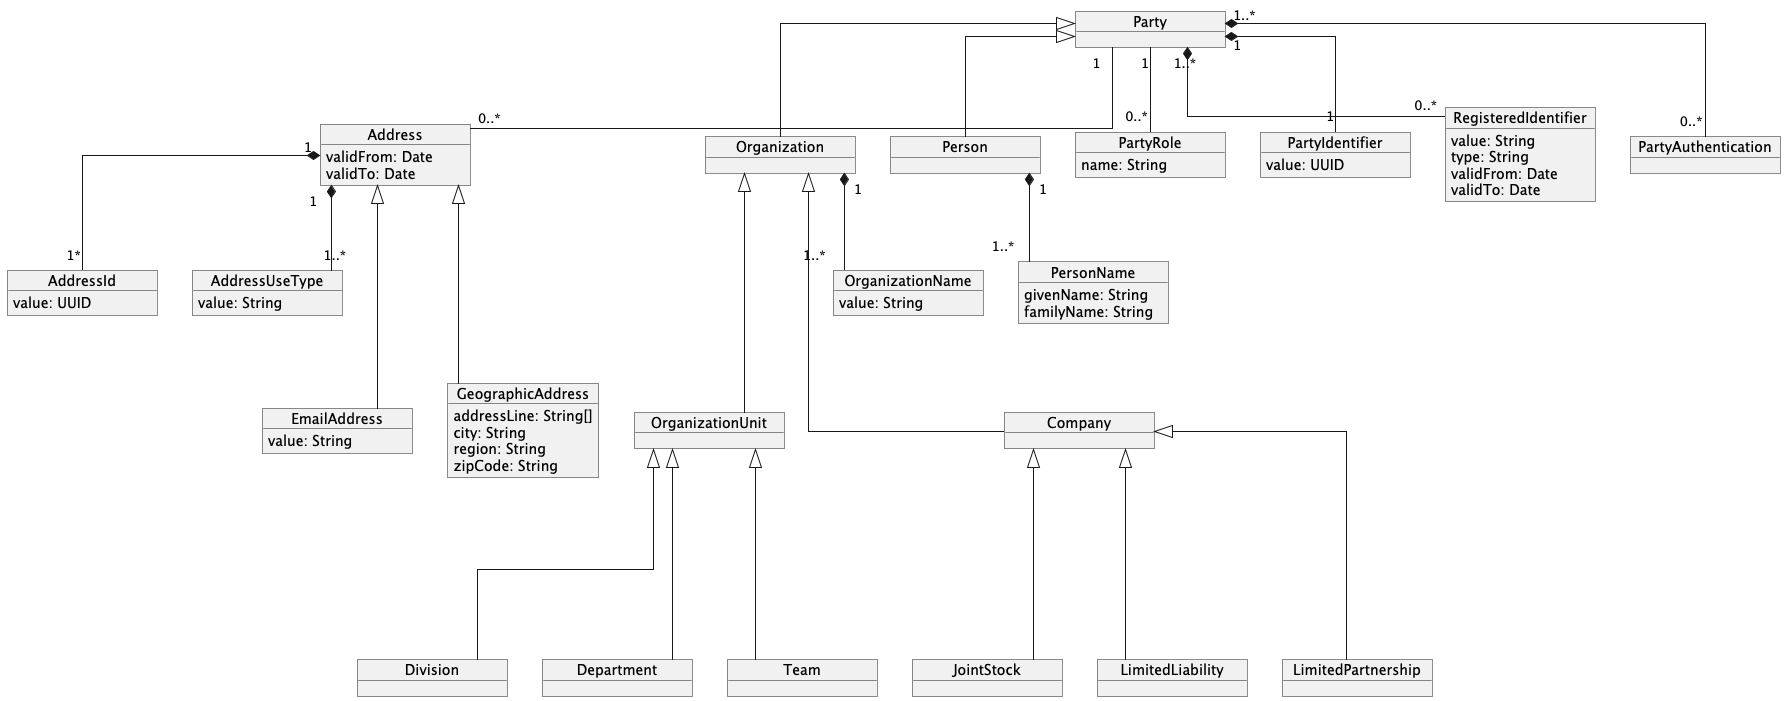 Party
1..*
1
1
1
1..*
0..*
0..*
1
0..*
0..*
Address
validFrom: Date
validTo: Date
Organization
Person
PartyRole
name: String
PartyIdentifier
value: UUID
RegisteredIdentifier
value: String
type: String
validFrom: Date
validTo: Date
PartyAuthentication
1
1
1
1
1*
1..*
1..*
1..*
AddressId
value: UUID
AddressUseType
value: String
OrganizationName
value: String
PersonName
givenName: String
familyName: String
EmailAddress
value: String
GeographicAddress
addressLine: String[]
city: String
region: String
zipCode: String
OrganizationUnit
Company
Division
Department
Team
JointStock
LimitedLiability
LimitedPartnership